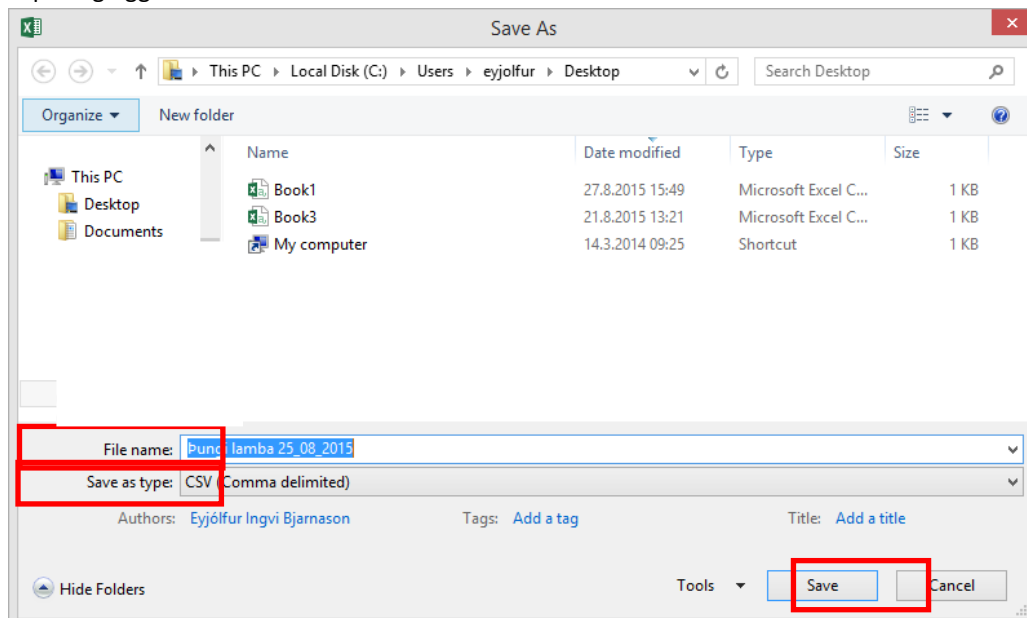 Save As
This PC Local Disk (C:) Users eyjolfur Desktop Search Desktop
Organize New folder
Name Date modified Type Size
This PC
Desktop
Documents
Book1 27.8.2015 15:49 Microsoft Excel C... 1 KB
Book3 21.8.2015 13:21 Microsoft Excel C... 1 KB
My computer 14.3.2014 09:25 Shortcut 1 KB
File name: Þungi lamba 25_08_2015
Save as type: CSV (Comma delimited)
Authors: Eyjólfur Ingvi Bjarnason Tags: Add a tag Title: Add a title
Hide Folders Tools Save Cancel